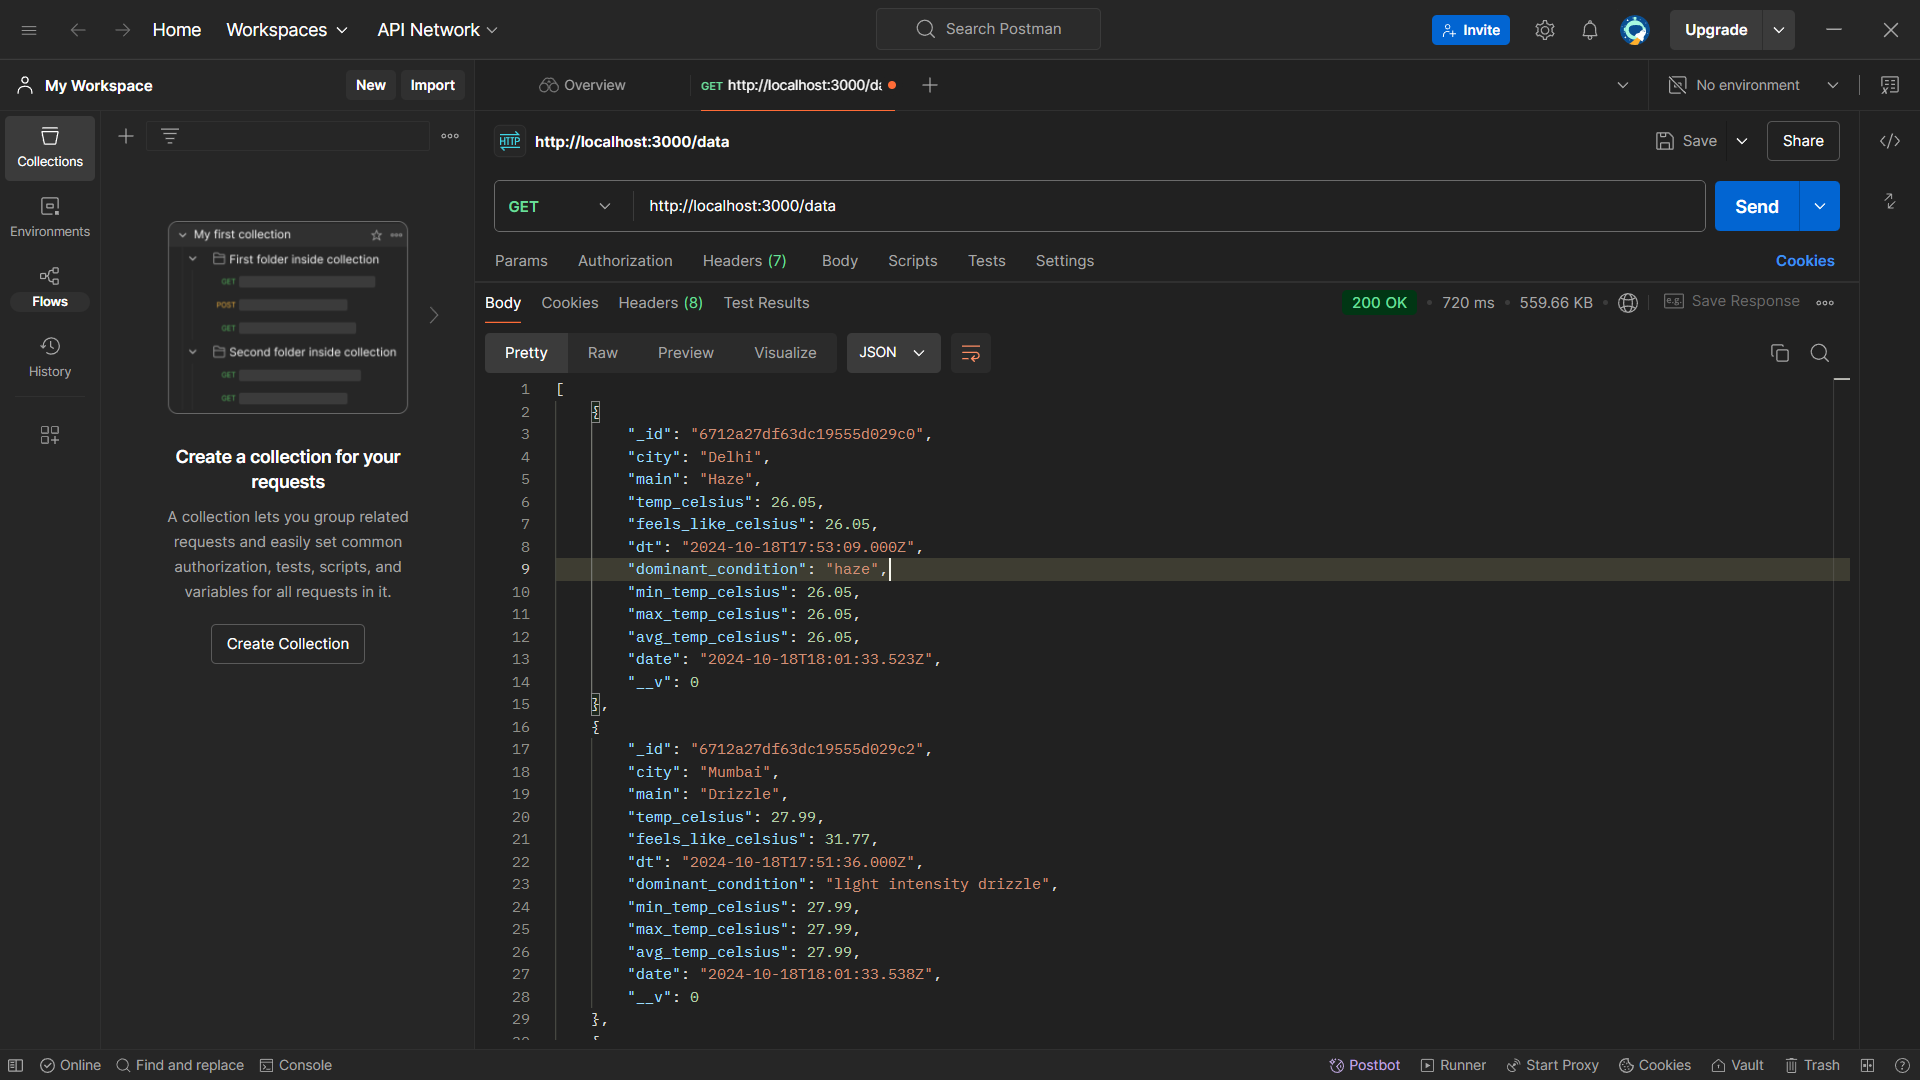 Home Workspaces API Network Search Postman Invite Upgrade
My Workspace New Import Overview GET http://localhost:3000/da No environment
Collections
Environments
Flows
History
My first collection
First folder inside collection
GET
POST
GET
Second folder inside collection
GET
GET
Create a collection for your
requests
A collection lets you group related
requests and easily set common
authorization, tests, scripts, and
variables for all requests in it.
Create Collection
HTTP http://localhost:3000/data Save Share
GET http://localhost:3000/data Send
Params Authorization Headers (7) Body Scripts Tests Settings Cookies
Body Cookies Headers (8) Test Results 200 OK 720 ms 559.66 KB e.g. Save Response
Pretty Raw Preview Visualize JSON
1 [
2 {
3 "_id": "6712a27df63dc19555d029c0",
4 "city": "Delhi",
5 "main": "Haze",
6 "temp_celsius": 26.05,
7 "feels_like_celsius": 26.05,
8 "dt": "2024-10-18T17:53:09.000Z",
9 "dominant_condition": "haze",
10 "min_temp_celsius": 26.05,
11 "max_temp_celsius": 26.05,
12 "avg_temp_celsius": 26.05,
13 "date": "2024-10-18T18:01:33.523Z",
14 "__v": 0
15 },
16 {
17 "_id": "6712a27df63dc19555d029c2",
18 "city": "Mumbai",
19 "main": "Drizzle",
20 "temp_celsius": 27.99,
21 "feels_like_celsius": 31.77,
22 "dt": "2024-10-18T17:51:36.000Z",
23 "dominant_condition": "light intensity drizzle",
24 "min_temp_celsius": 27.99,
25 "max_temp_celsius": 27.99,
26 "avg_temp_celsius": 27.99,
27 "date": "2024-10-18T18:01:33.538Z",
28 "__v": 0
29 },
Online Find and replace Console Postbot Runner Start Proxy Cookies Vault Trash